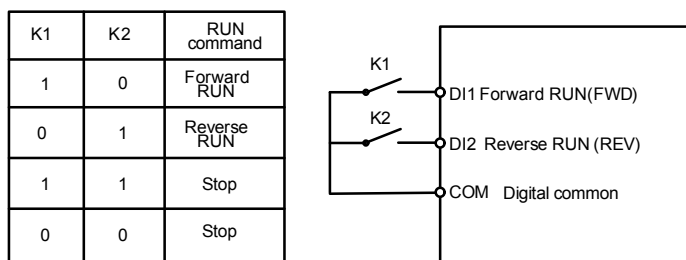 K1 K2 RUN command
1 0 Forward RUN
0 1 Reverse RUN
1 1 Stop
0 0 Stop
K1
DI1 Forward RUN(FWD)
K2
DI2 Reverse RUN (REV)
COM Digital common